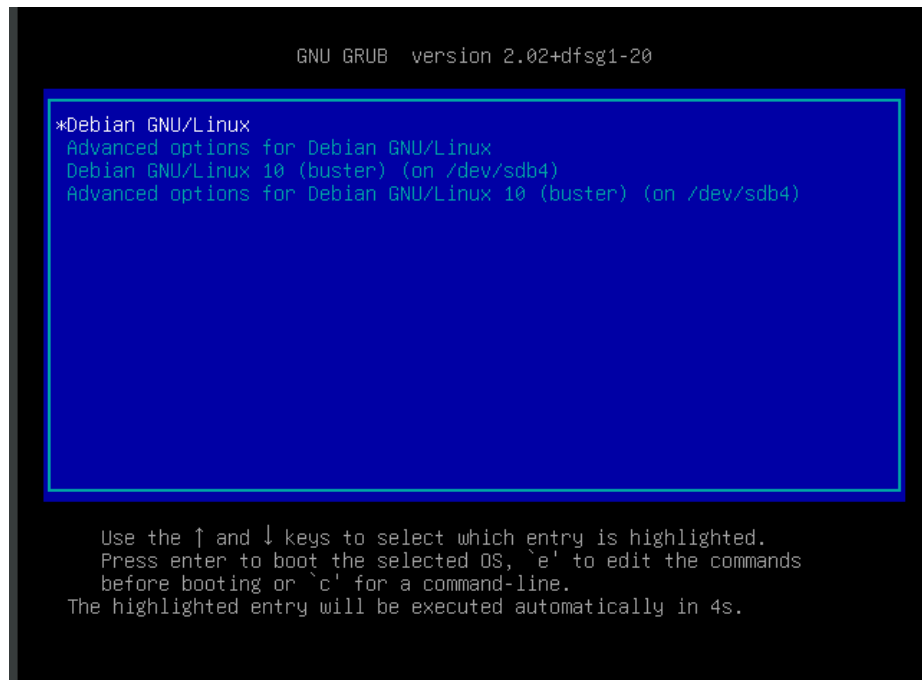 GNU GRUB  version 2.02+dfsg1-20
*Debian GNU/Linux
Advanced options for Debian GNU/Linux
Debian GNU/Linux 10 (buster) (on /dev/sdb4)
Advanced options for Debian GNU/Linux 10 (buster) (on /dev/sdb4)
Use the ↑ and ↓ keys to select which entry is highlighted.
Press enter to boot the selected OS, `e' to edit the commands
before booting or `c' for a command-line.
The highlighted entry will be executed automatically in 4s.